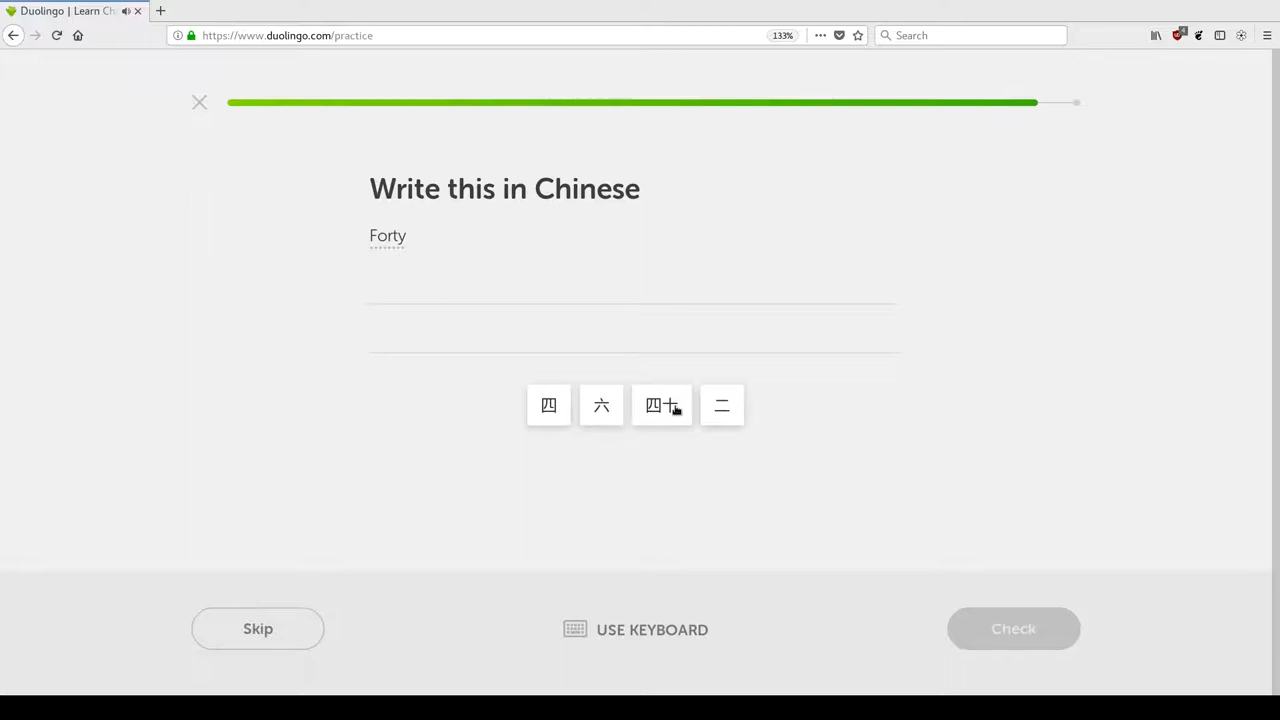 Duolingo | Learn Ch
https://www.duolingo.com/practice
133%
Search
Write this in Chinese
Forty
四 六 四十 二
Skip
USE KEYBOARD
Check